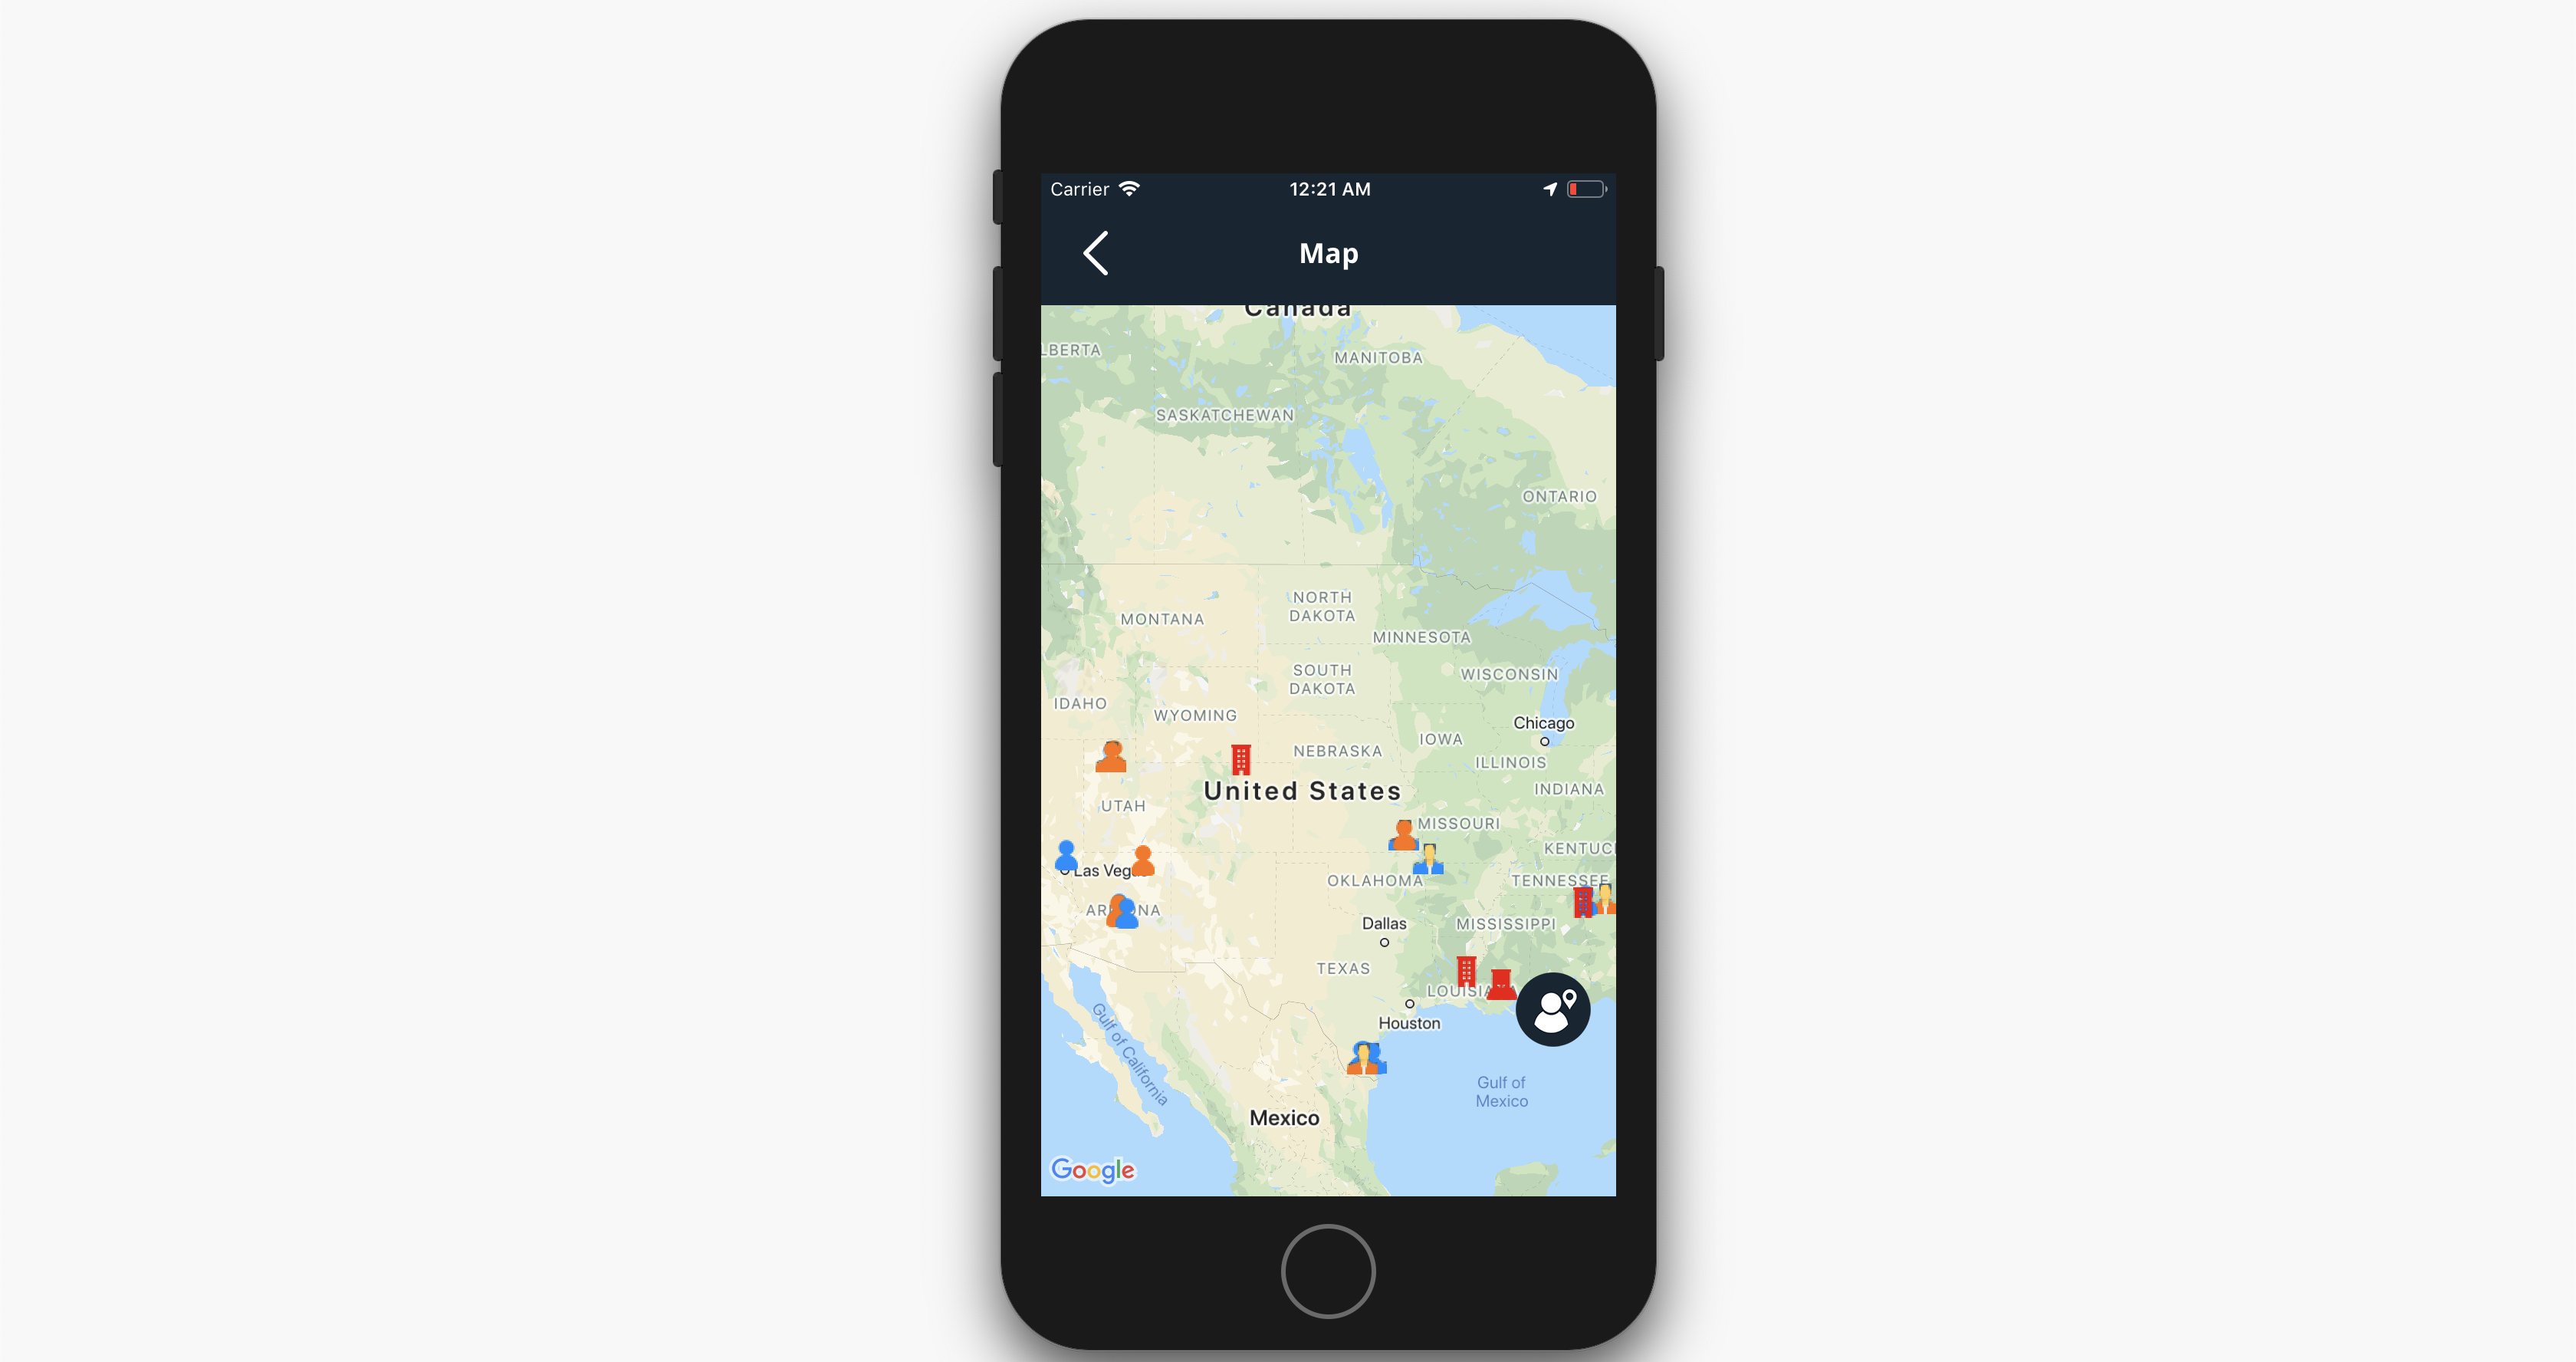 Carrier
12:21 AM
Map
Canada
LBERTA
MANITOBA
SASKATCHEWAN
ONTARIO
NORTH
DAKOTA
MONTANA
MINNESOTA
SOUTH
DAKOTA
WISCONSIN
IDAHO
WYOMING
Chicago
IOWA
NEBRASKA
ILLINOIS
United States
INDIANA
UTAH
MISSOURI
KENTUC
Las Veg
OKLAHOMA
TENNESSEE
AR NA
Dallas
MISSISSIPPI
TEXAS
LOUISIA
Houston
Gulf of California
Gulf of
Mexico
Mexico
Google